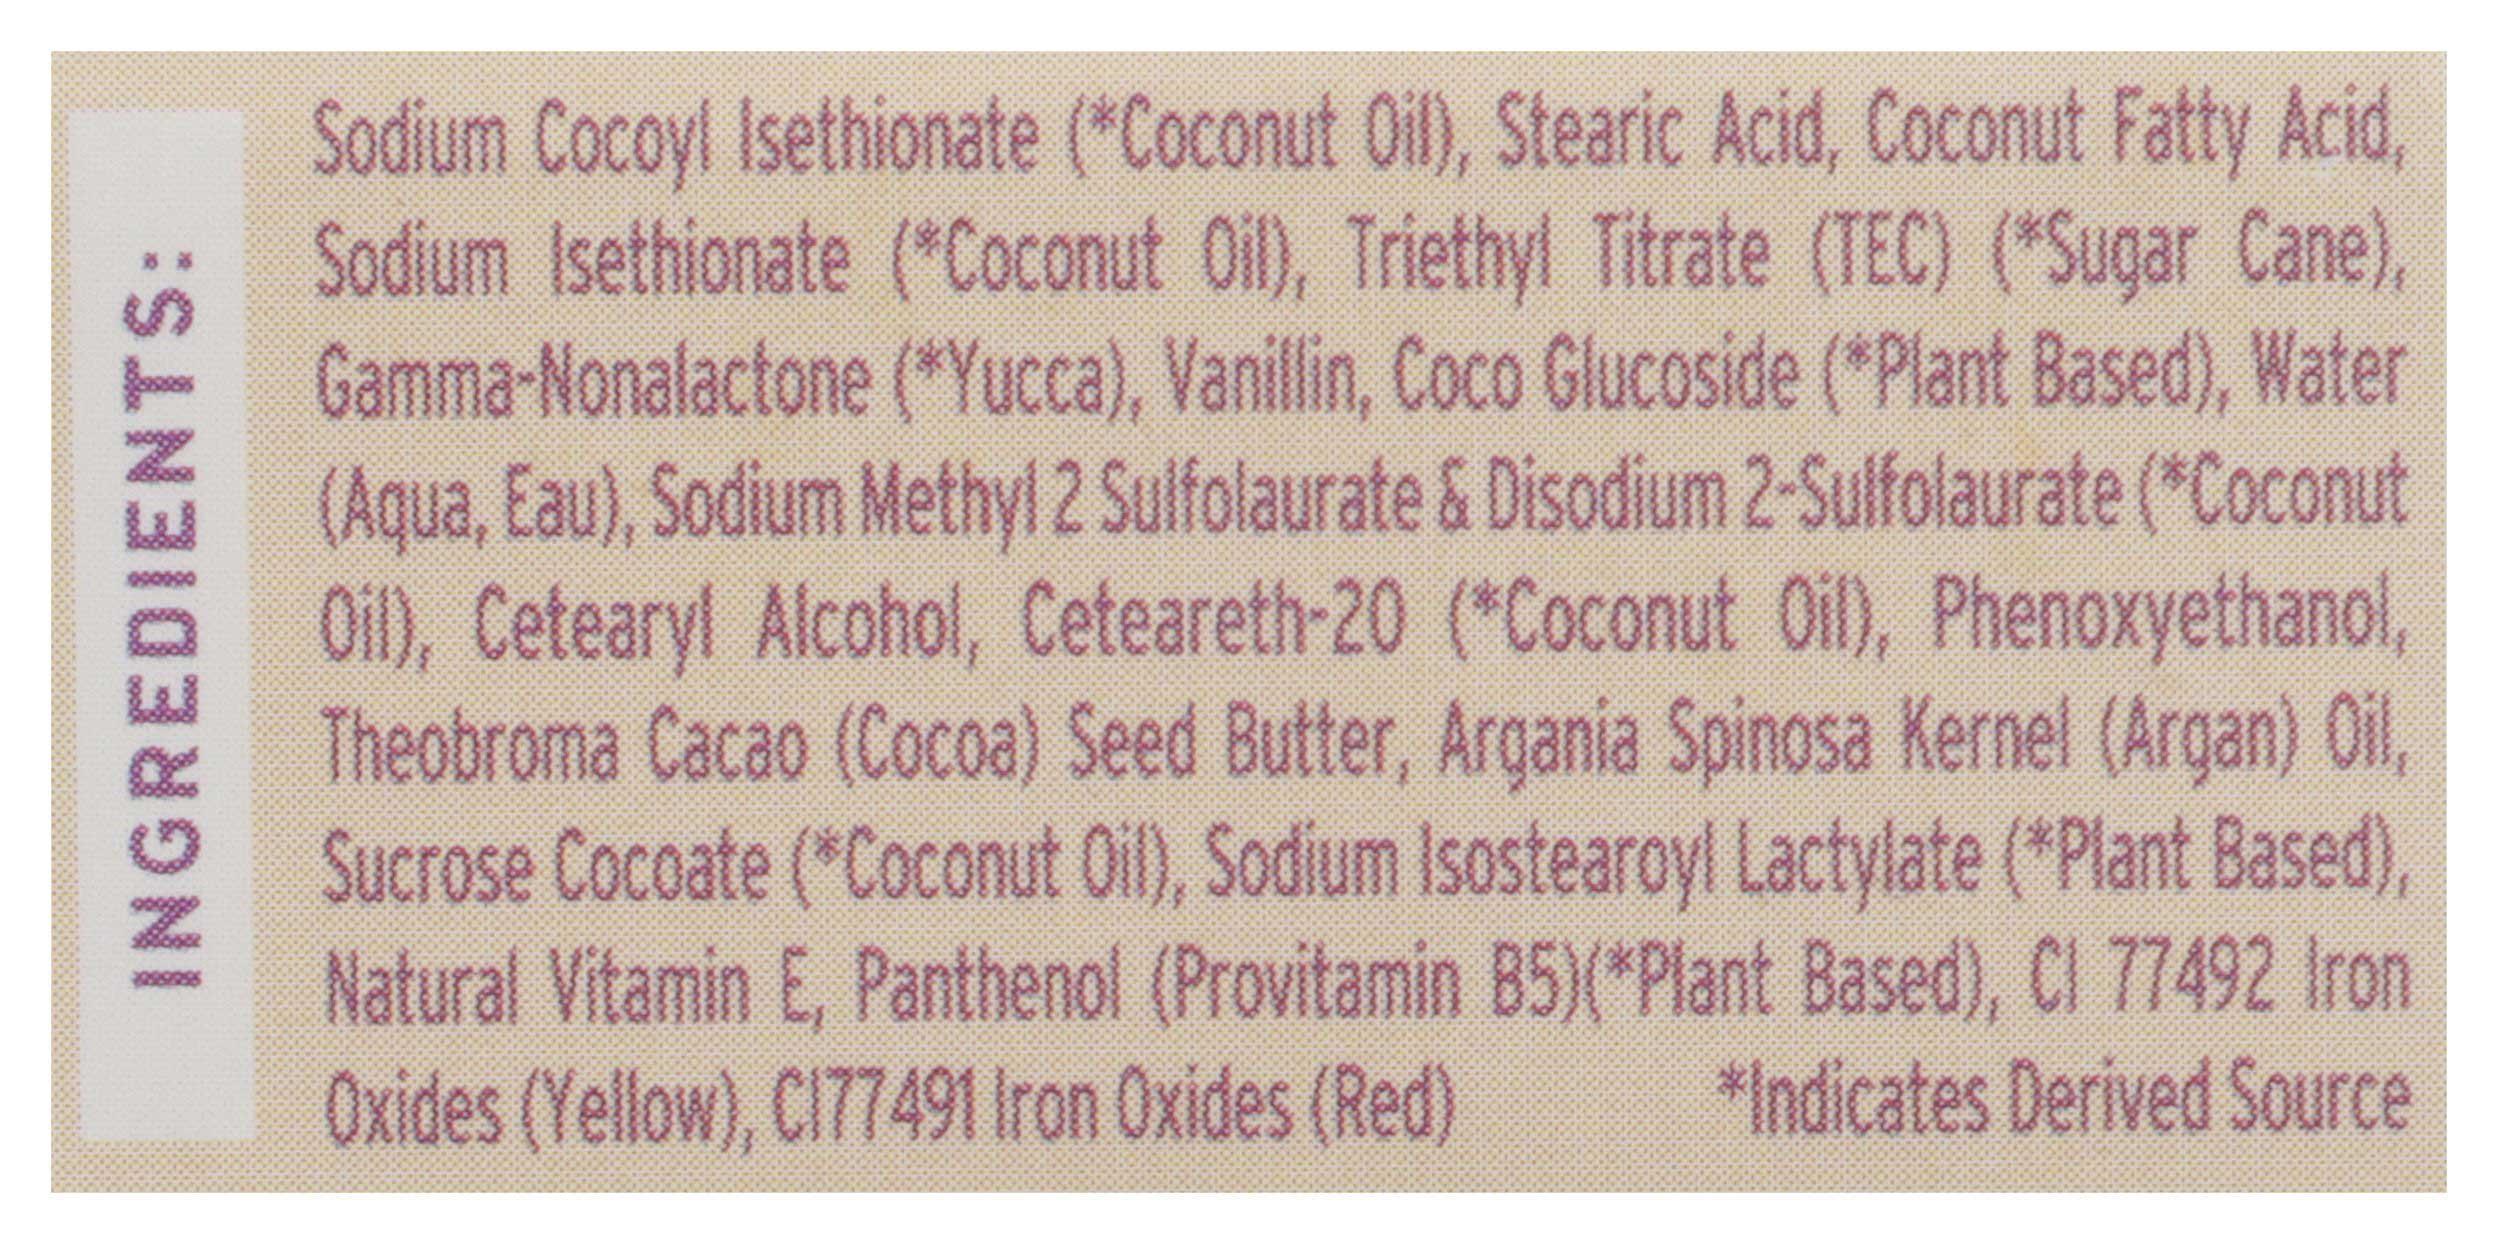 INGREDIENTS:
Sodium Cocoyl Isethionate (*Coconut Oil), Stearic Acid, Coconut Fatty Acid,
Sodium Isethionate (*Coconut Oil), Triethyl Titrate (TEC) (*Sugar Cane),
Gamma-Nonalactone (*Yucca), Vanillin, Coco Glucoside (*Plant Based), Water
(Aqua, Eau), Sodium Methyl 2 Sulfolaurate & Disodium 2-Sulfolaurate (*Coconut
Oil), Cetearyl Alcohol, Ceteareth-20 (*Coconut Oil), Phenoxyethanol,
Theobroma Cacao (Cocoa) Seed Butter, Argania Spinosa Kernel (Argan) Oil,
Sucrose Cocoate (*Coconut Oil), Sodium Isostearoyl Lactylate (*Plant Based),
Natural Vitamin E, Panthenol (Provitamin B5)(*Plant Based), CI 77492 Iron
Oxides (Yellow), CI77491 Iron Oxides (Red) *Indicates Derived Source